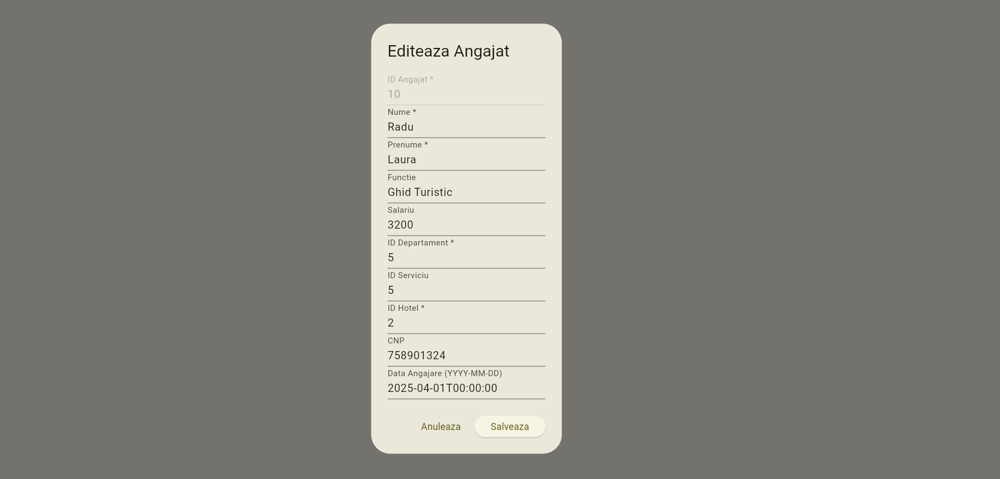 Editeaza Angajat
ID Angajat *
10
Nume *
Radu
Prenume *
Laura
Functie
Ghid Turistic
Salariu
3200
ID Departament *
5
ID Serviciu
5
ID Hotel *
2
CNP
758901324
Data Angajare (YYYY-MM-DD)
2025-04-01T00:00:00
Anuleaza Salveaza